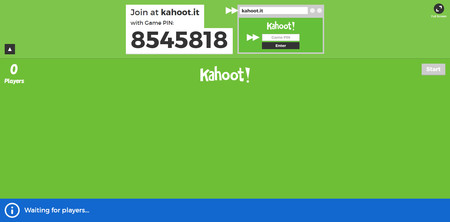 Join at kahoot.it
with Game PIN:
8545818
kahoot.it
Kahoot!
Game PIN
Enter
0
Players
Kahoot!
Start
Waiting for players...